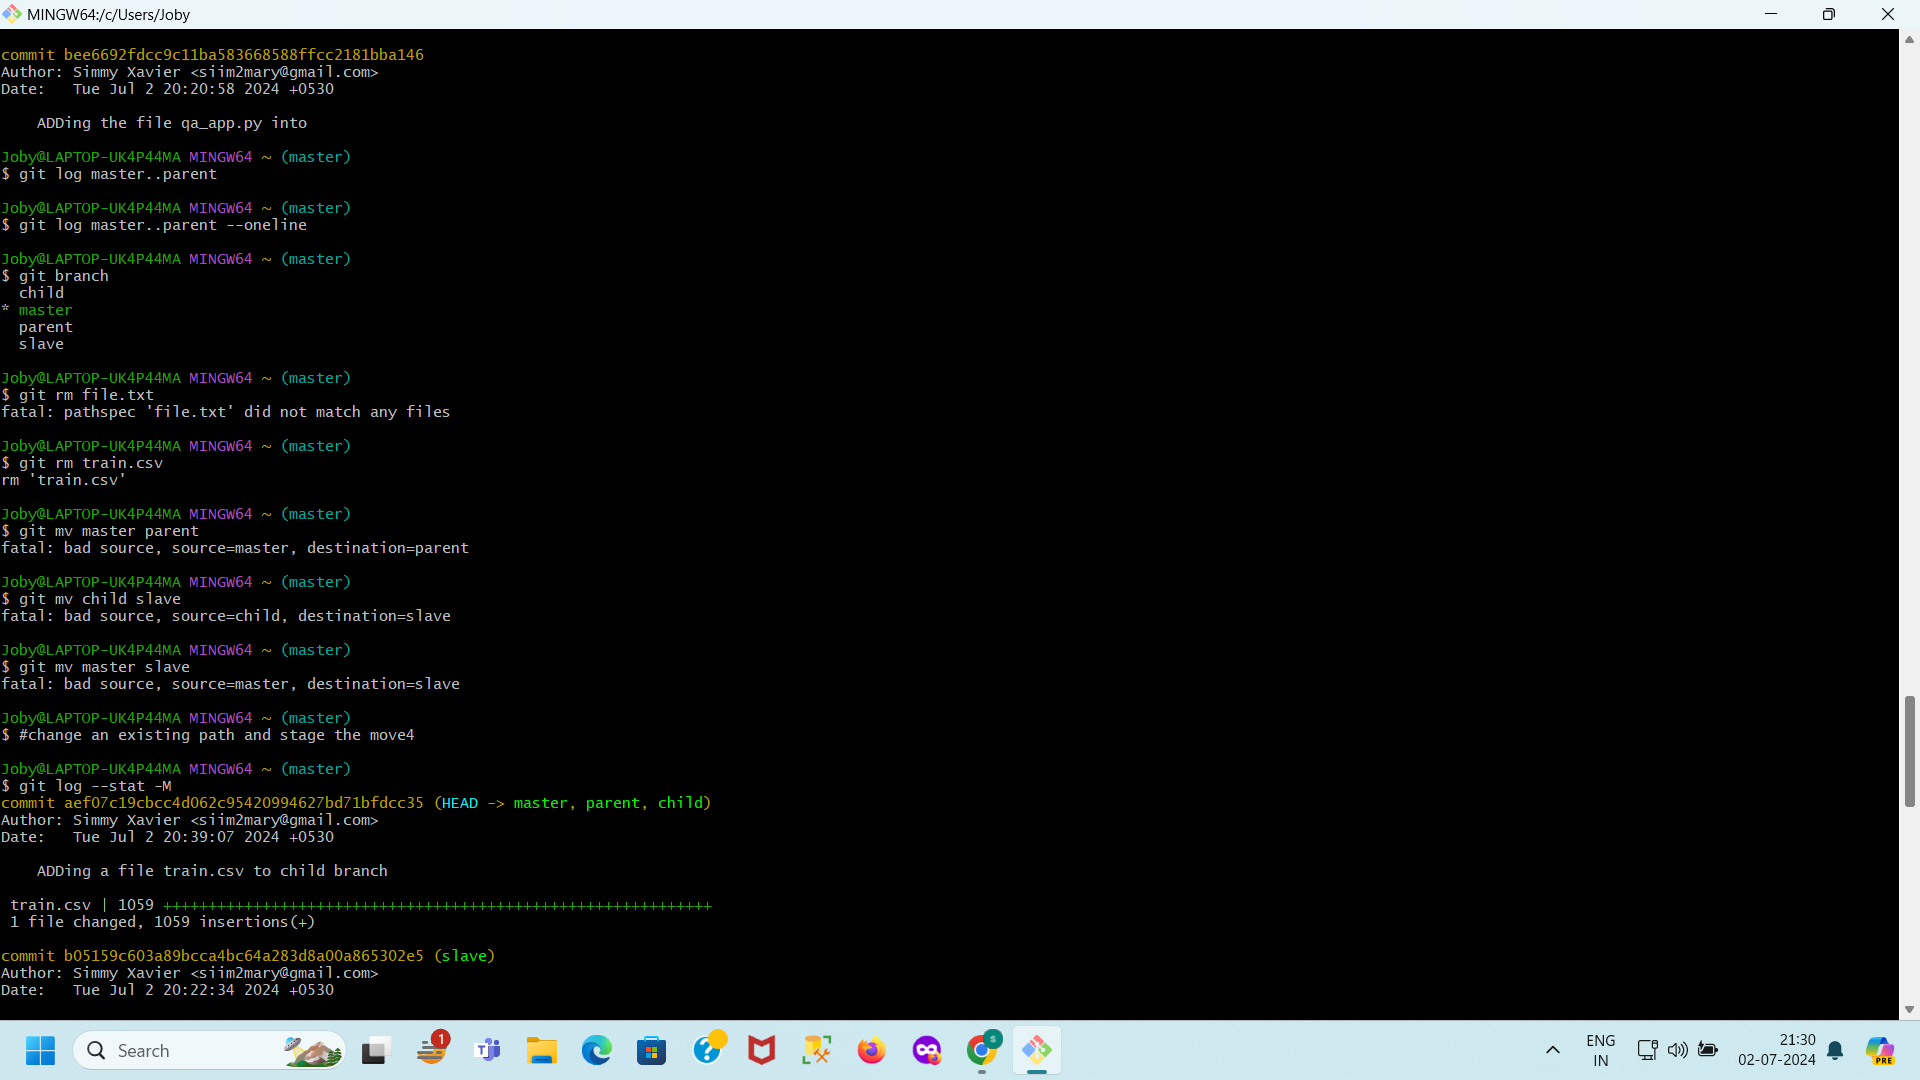 MINGW64:/c/Users/Joby
commit bee6692fdcc9c11ba583668588ffcc2181bba146
Author: Simmy Xavier <siim2mary@gmail.com>
Date:   Tue Jul 2 20:20:58 2024 +0530
    ADDing the file qa_app.py into
Joby@LAPTOP-UK4P44MA MINGW64 ~ (master)
$ git log master..parent
Joby@LAPTOP-UK4P44MA MINGW64 ~ (master)
$ git log master..parent --oneline
Joby@LAPTOP-UK4P44MA MINGW64 ~ (master)
$ git branch
  child
* master
  parent
  slave
Joby@LAPTOP-UK4P44MA MINGW64 ~ (master)
$ git rm file.txt
fatal: pathspec 'file.txt' did not match any files
Joby@LAPTOP-UK4P44MA MINGW64 ~ (master)
$ git rm train.csv
rm 'train.csv'
Joby@LAPTOP-UK4P44MA MINGW64 ~ (master)
$ git mv master parent
fatal: bad source, source=master, destination=parent
Joby@LAPTOP-UK4P44MA MINGW64 ~ (master)
$ git mv child slave
fatal: bad source, source=child, destination=slave
Joby@LAPTOP-UK4P44MA MINGW64 ~ (master)
$ git mv master slave
fatal: bad source, source=master, destination=slave
Joby@LAPTOP-UK4P44MA MINGW64 ~ (master)
$ #change an existing path and stage the move4
Joby@LAPTOP-UK4P44MA MINGW64 ~ (master)
$ git log --stat -M
commit aef07c19cbcc4d062c95420994627bd71bfdcc35 (HEAD -> master, parent, child)
Author: Simmy Xavier <siim2mary@gmail.com>
Date:   Tue Jul 2 20:39:07 2024 +0530
    ADDing a file train.csv to child branch
 train.csv | 1059 +++++++++++++++++++++++++++++++++++++++++++++++++++++++++++++
 1 file changed, 1059 insertions(+)
commit b05159c603a89bcca4bc64a283d8a00a865302e5 (slave)
Author: Simmy Xavier <siim2mary@gmail.com>
Date:   Tue Jul 2 20:22:34 2024 +0530
Search
1
ENG
IN
21:30
02-07-2024
PRE